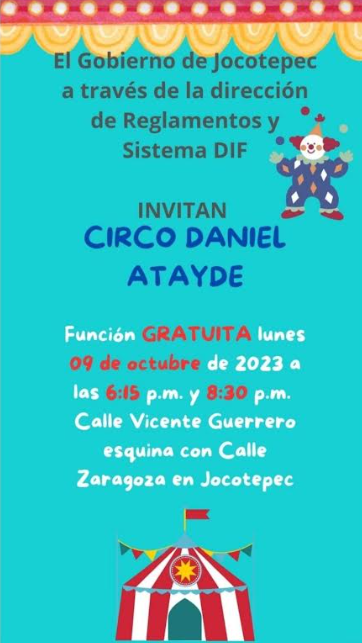 El Gobierno de Jocotepec
a través de la dirección
de Reglamentos y
Sistema DIF
INVITAN
CIRCO DANIEL
ATAYDE
Función GRATUITA lunes
09 de octubre de 2023 a
las 6:15 p.m. y 8:30 p.m.
Calle Vicente Guerrero
esquina con Calle
Zaragoza en Jocotepec